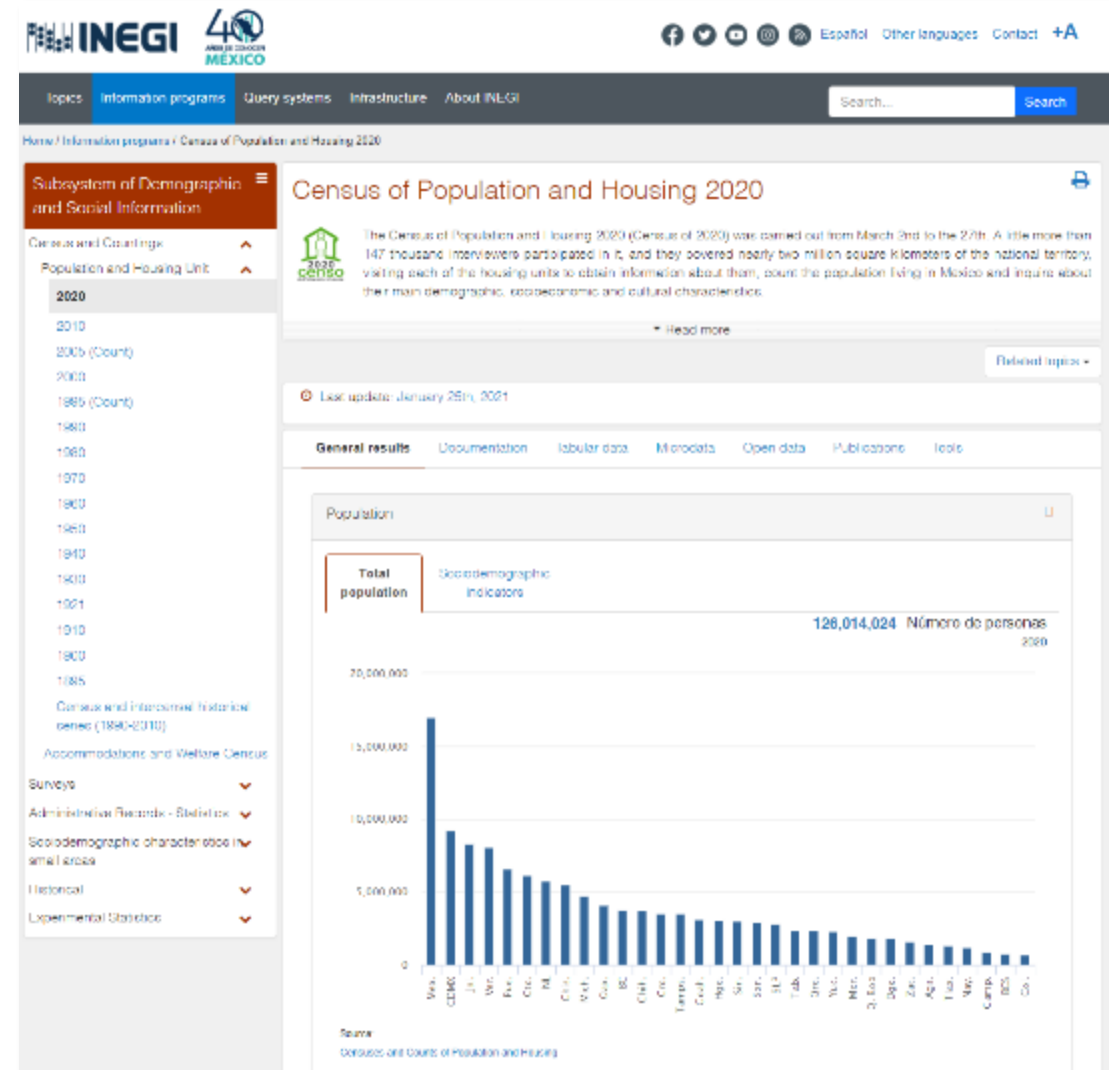 INEGI
40
AÑOS DE CONOCER
MÉXICO
Español Other languages Contact +A
Topics Information programs Query systems Infrastructure About INEGI
Search... Search
Home / Information programs / Census of Population and Housing 2020
Subsystem of Demographic
and Social Information
Census and Countings
Population and Housing Unit
2020
2010
2005 (Count)
2000
1995 (Count)
1990
1980
1970
1960
1950
1940
1930
1921
1910
1900
1895
Census and intercensal historical
series (1990-2010)
Accommodations and Welfare Census
Surveys
Administrative Records - Statistics
Sociodemographic characteristics in
small areas
Historical
Experimental Statistics
Census of Population and Housing 2020
2020
censo
The Census of Population and Housing 2020 (Census of 2020) was carried out from March 2nd to the 27th. A little more than
147 thousand interviewers participated in it, and they covered nearly two million square kilometers of the national territory,
visiting each of the housing units to obtain information about them, count the population living in Mexico and inquire about
their main demographic, socioeconomic and cultural characteristics.
Read more
Related topics
Last update: January 25th, 2021
General results Documentation Tabular data Microdata Open data Publications Tools
Population
Total
population
Sociodemographic
indicators
126,014,024 Número de personas
2020
20,000,000
15,000,000
10,000,000
5,000,000
0
Mex. CDMX Jal. Ver. Pue. Gto. NL Chis. Mich. Oax. BC Chih. Gro. Tamps. Coah. Hgo. Sin. Son. SLP Tab. Qro. Yuc. Mor. Q. Roo Dgo. Zac. Ags. Tlax. Nay. Camp. BCS Col.
Source:
Censuses and Counts of Population and Housing